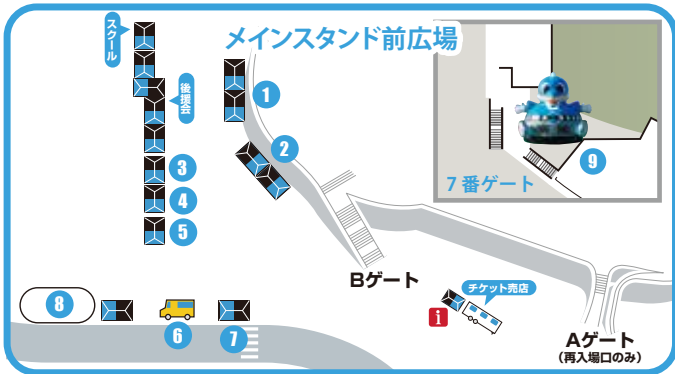 メインスタンド前広場
スクール
後援会
1
2
3
4
5
6
7
8
9
7番ゲート
Bゲート
チケット売店
i
Aゲート
(再入場口のみ)